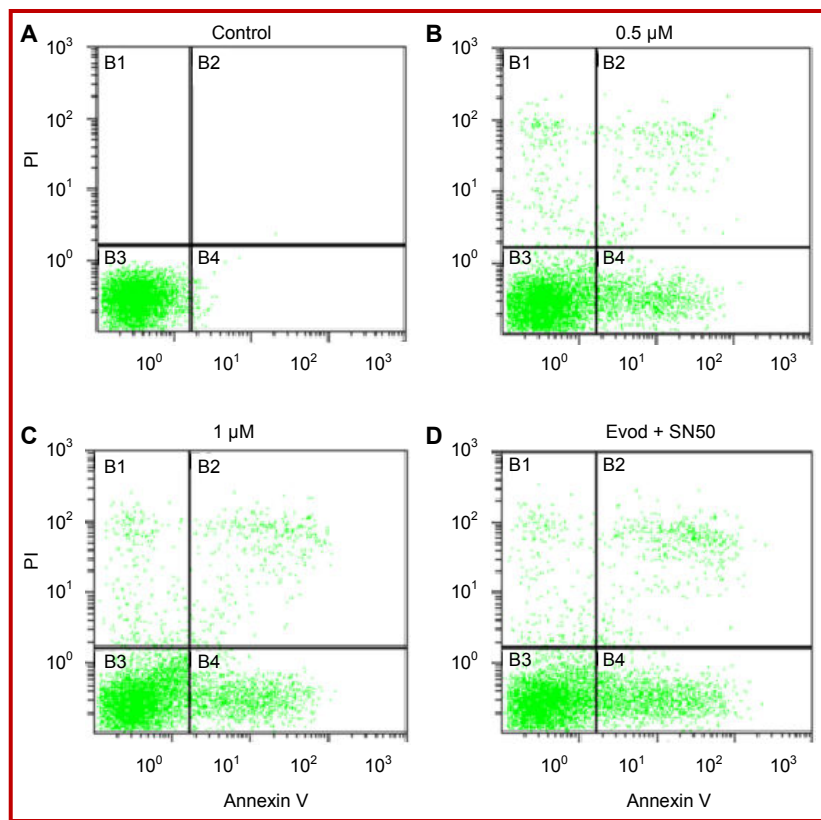 A Control
10³
B1 B2
10²
PI
10¹
10⁰
B3 B4
10⁰ 10¹ 10² 10³
B 0.5 µM
10³
B1 B2
10²
10¹
10⁰
B3 B4
10⁰ 10¹ 10² 10³
C 1 µM
10³
B1 B2
10²
PI
10¹
10⁰
B3 B4
10⁰ 10¹ 10² 10³
Annexin V
D Evod + SN50
10³
B1 B2
10²
10¹
10⁰
B3 B4
10⁰ 10¹ 10² 10³
Annexin V